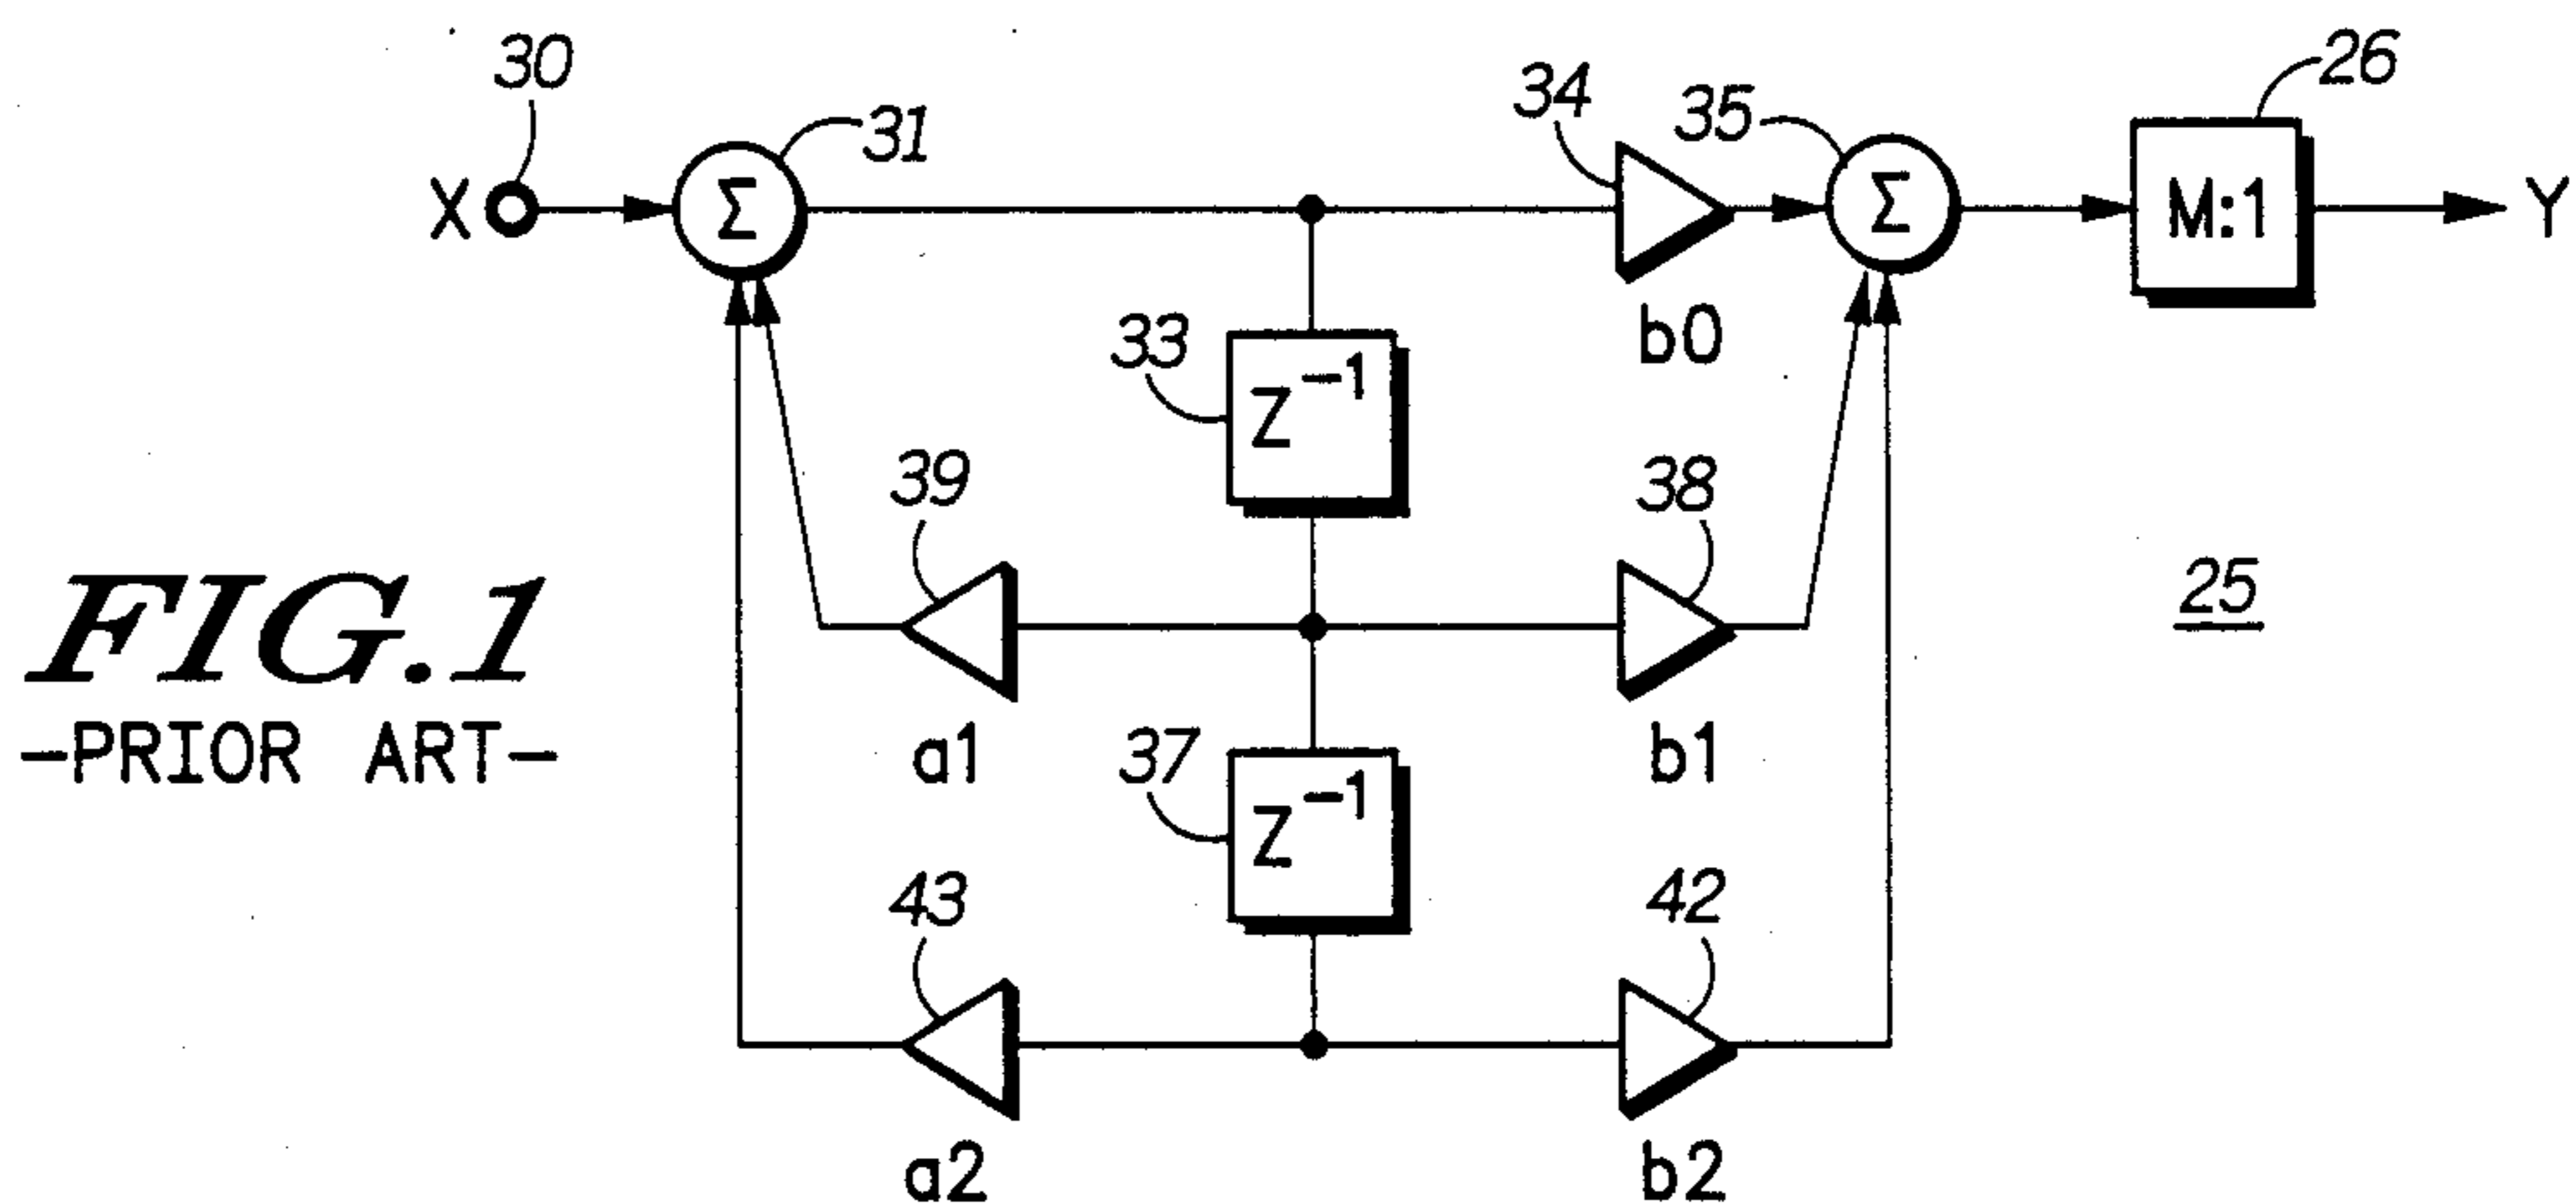 30
31
34
35
26
X
Σ
Σ
M:1
Y
33
Z⁻¹
b0
39
38
25
FIG.1
-PRIOR ART-
a1
37
Z⁻¹
b1
43
42
a2
b2